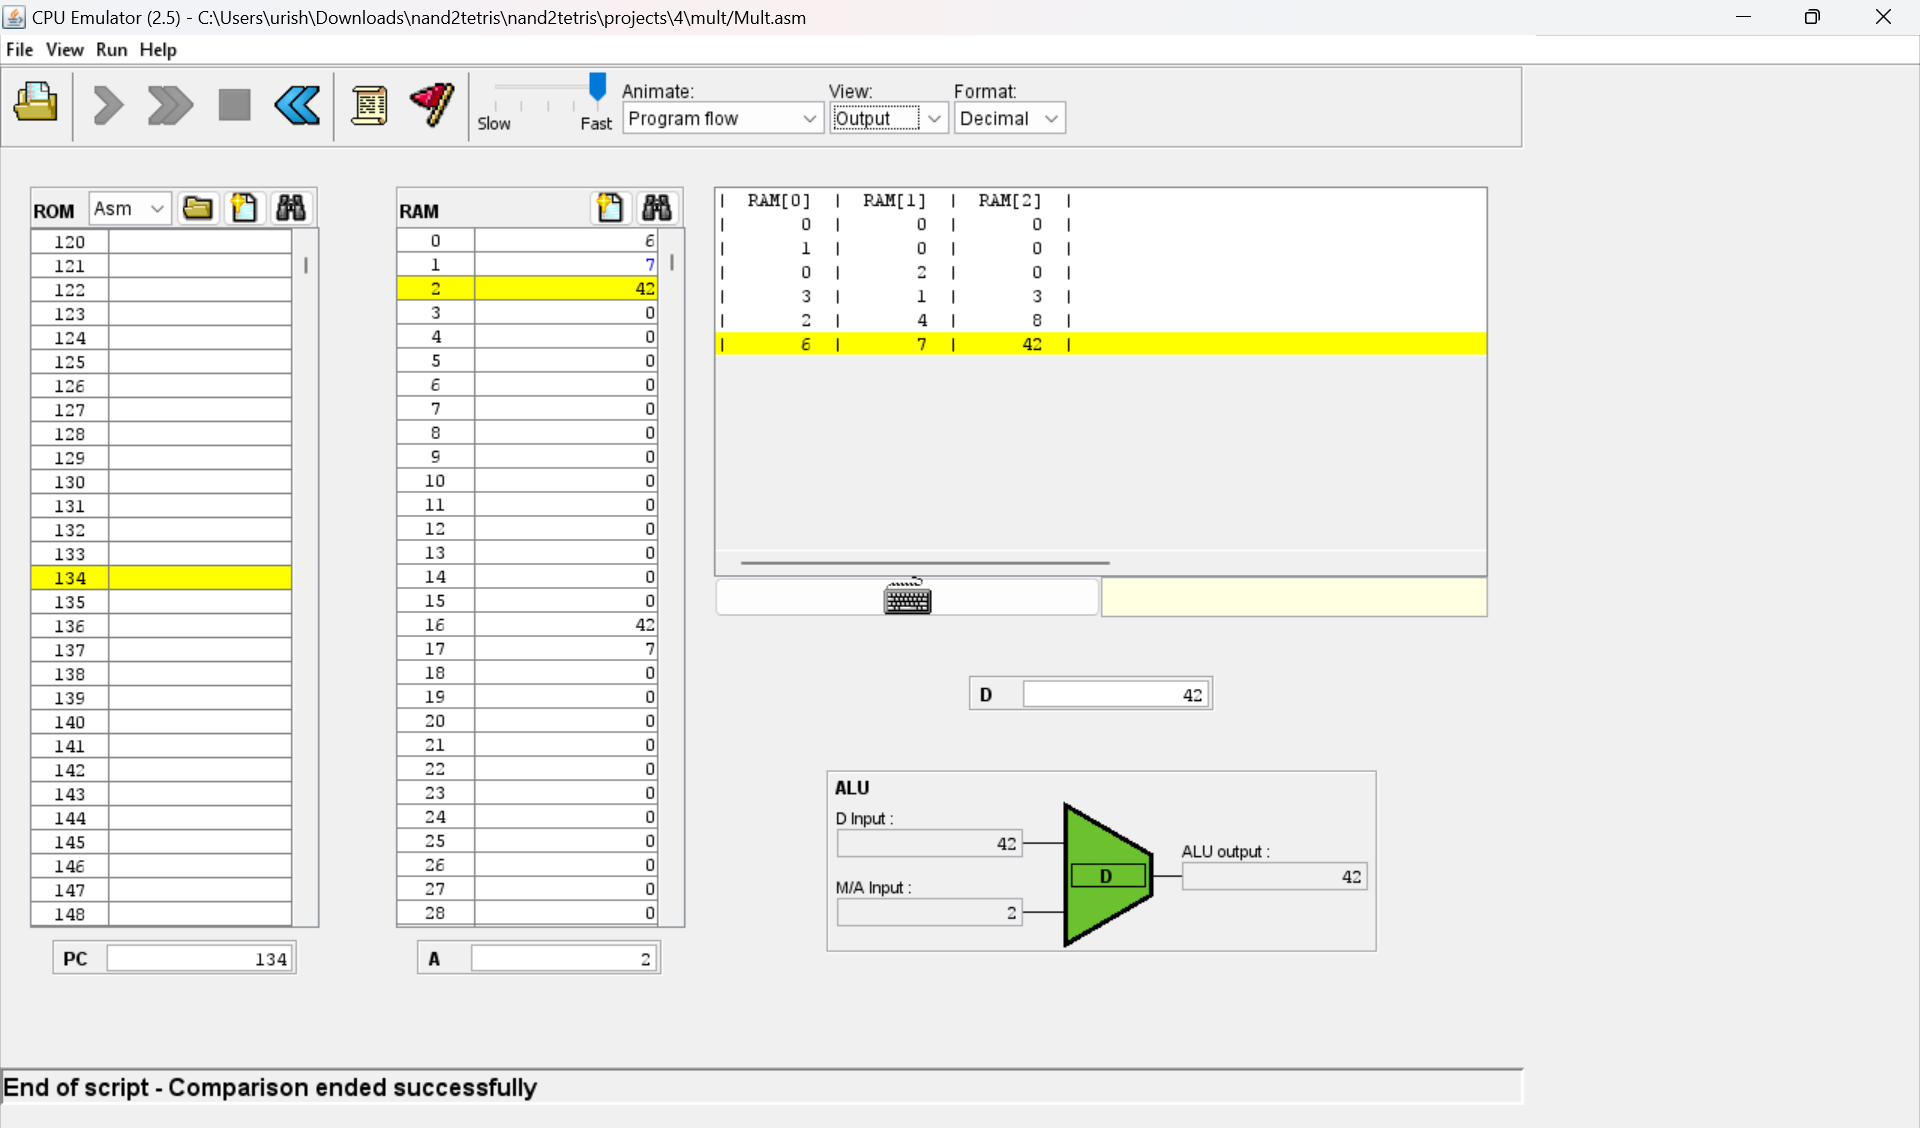 CPU Emulator (2.5) - C:\Users\urish\Downloads\nand2tetris\nand2tetris\projects\4\mult/Mult.asm
File View Run Help
Slow Fast
Animate: View: Format:
Program flow Output Decimal
ROM Asm
120
121
122
123
124
125
126
127
128
129
130
131
132
133
134
135
136
137
138
139
140
141
142
143
144
145
146
147
148
PC 134
RAM
0 6
1 7
2 42
3 0
4 0
5 0
6 0
7 0
8 0
9 0
10 0
11 0
12 0
13 0
14 0
15 0
16 42
17 7
18 0
19 0
20 0
21 0
22 0
23 0
24 0
25 0
26 0
27 0
28 0
A 2
| RAM[0] | RAM[1] | RAM[2] |
| 0 | 0 | 0 |
| 1 | 0 | 0 |
| 0 | 2 | 0 |
| 3 | 1 | 3 |
| 2 | 4 | 8 |
| 6 | 7 | 42 |
D 42
ALU
D Input :
42
M/A Input :
2
D
ALU output :
42
End of script - Comparison ended successfully